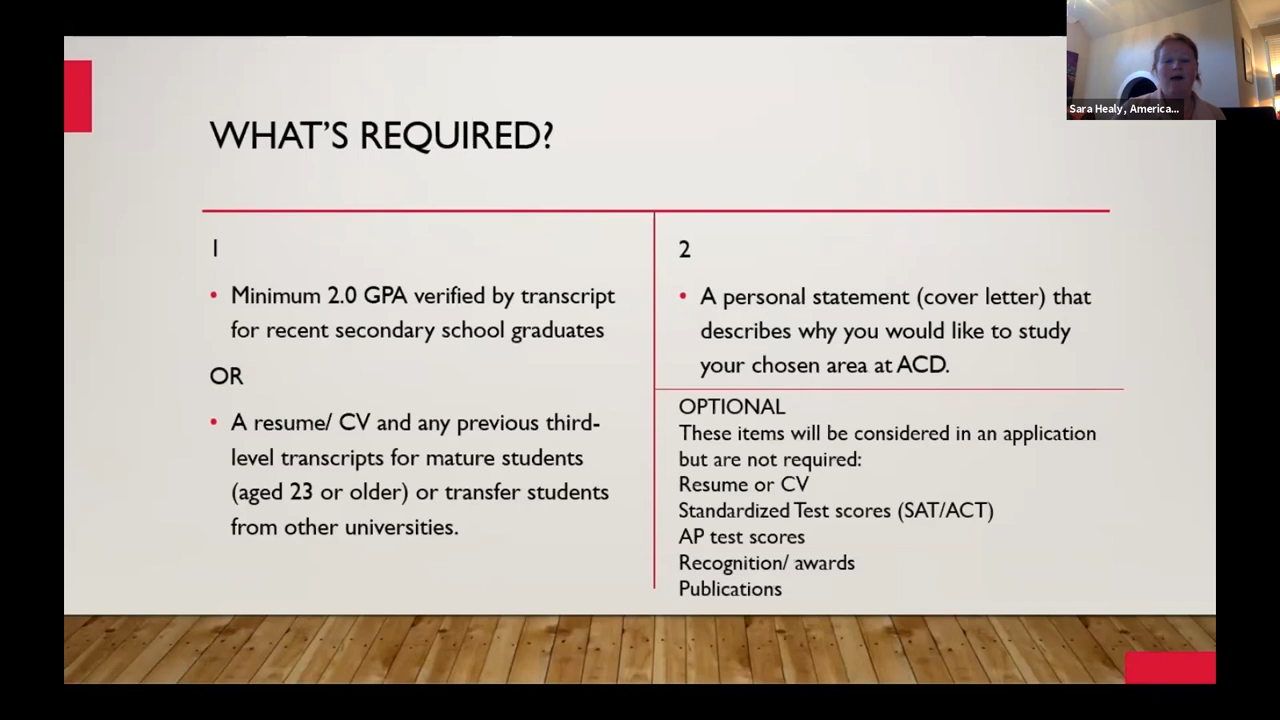 Sara Healy, America...
WHAT'S REQUIRED?
1
• Minimum 2.0 GPA verified by transcript
for recent secondary school graduates
OR
• A resume/ CV and any previous third-
level transcripts for mature students
(aged 23 or older) or transfer students
from other universities.
2
• A personal statement (cover letter) that
describes why you would like to study
your chosen area at ACD.
OPTIONAL
These items will be considered in an application
but are not required:
Resume or CV
Standardized Test scores (SAT/ACT)
AP test scores
Recognition/ awards
Publications